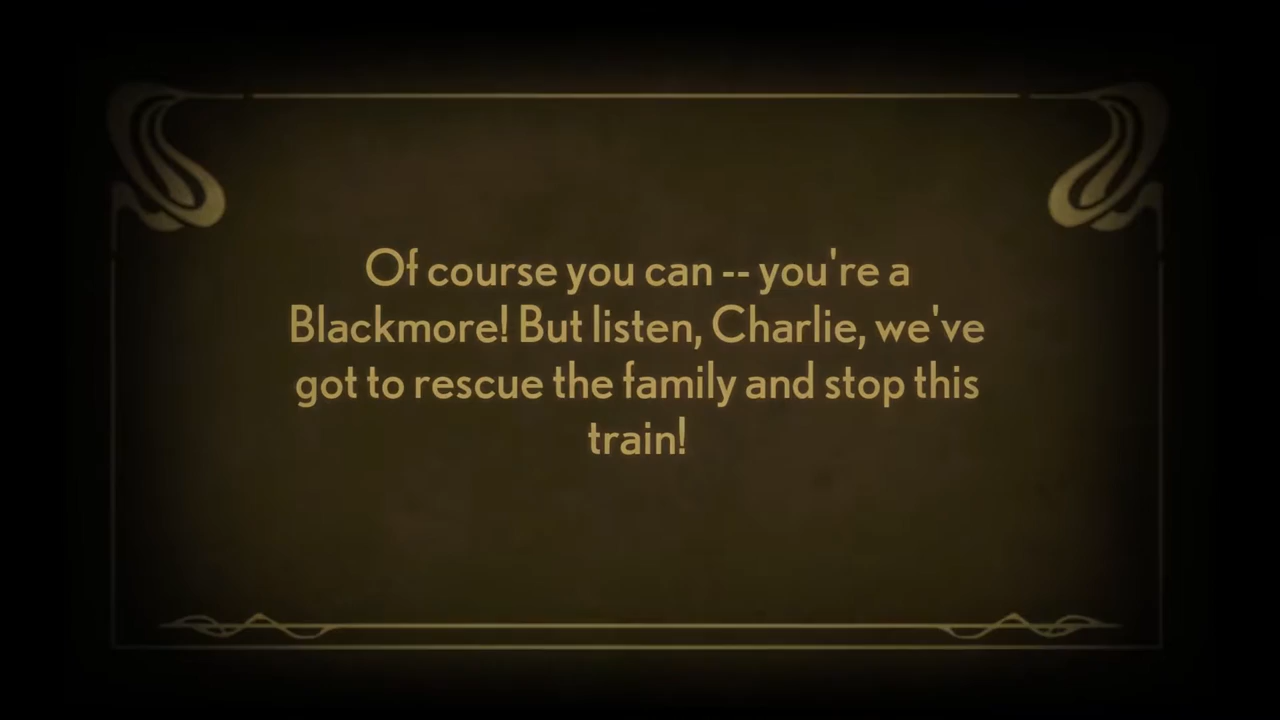 Of course you can -- you're a
Blackmore! But listen, Charlie, we've
got to rescue the family and stop this
train!